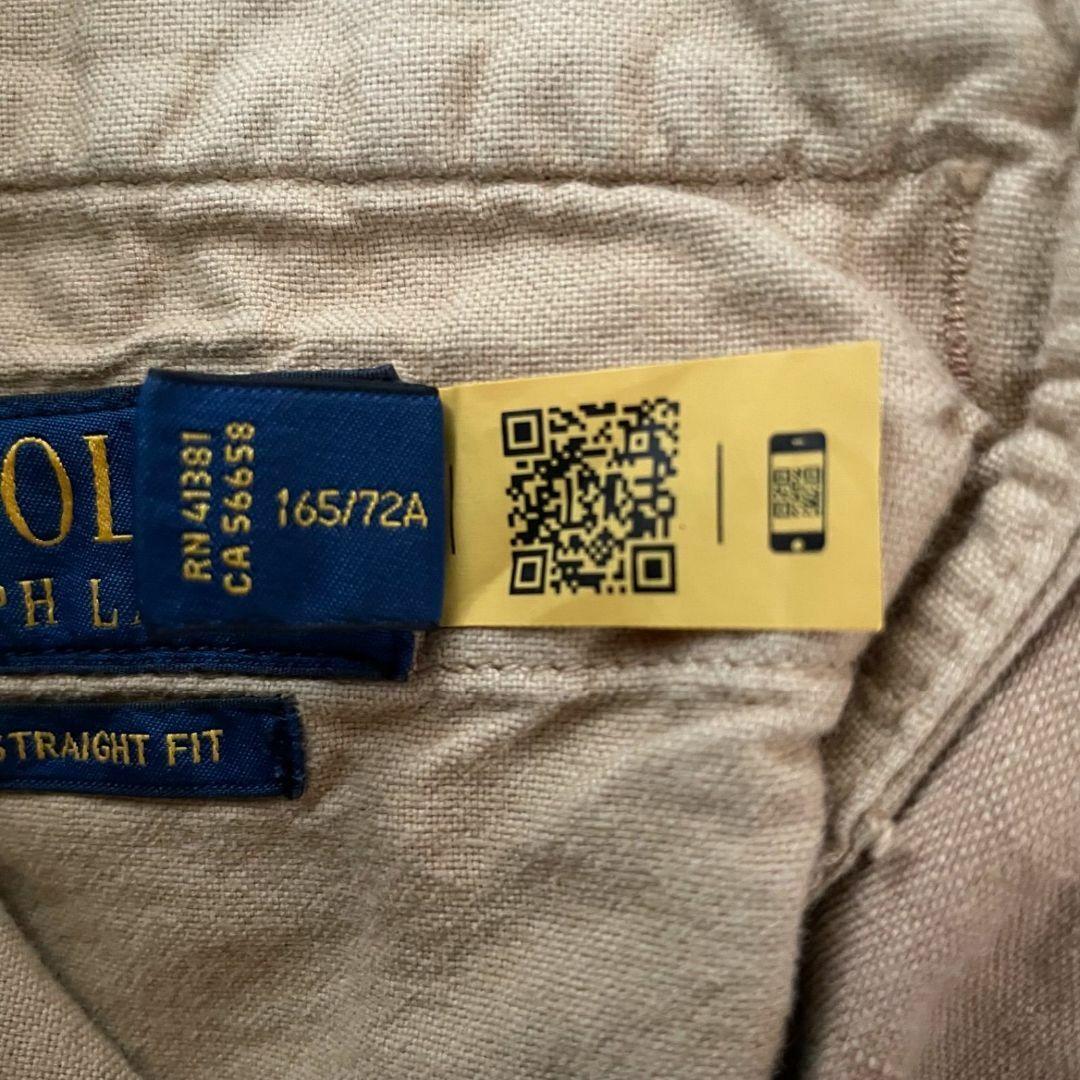 OL
PH L
RN 41381
CA 56658
165/72A
STRAIGHT FIT